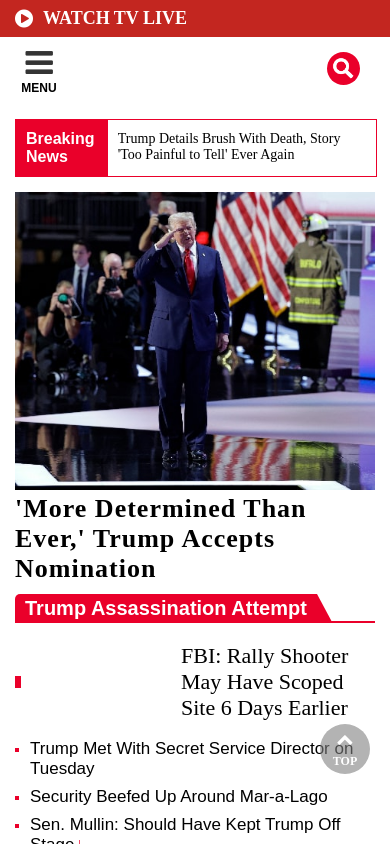 WATCH TV LIVE
MENU
Breaking
News
Trump Details Brush With Death, Story
'Too Painful to Tell' Ever Again
BUFFALO
COMPERATORE
'More Determined Than
Ever,' Trump Accepts
Nomination
Trump Assassination Attempt
FBI: Rally Shooter
May Have Scoped
Site 6 Days Earlier
Trump Met With Secret Service Director on
Tuesday
TOP
Security Beefed Up Around Mar-a-Lago
Sen. Mullin: Should Have Kept Trump Off
Stage